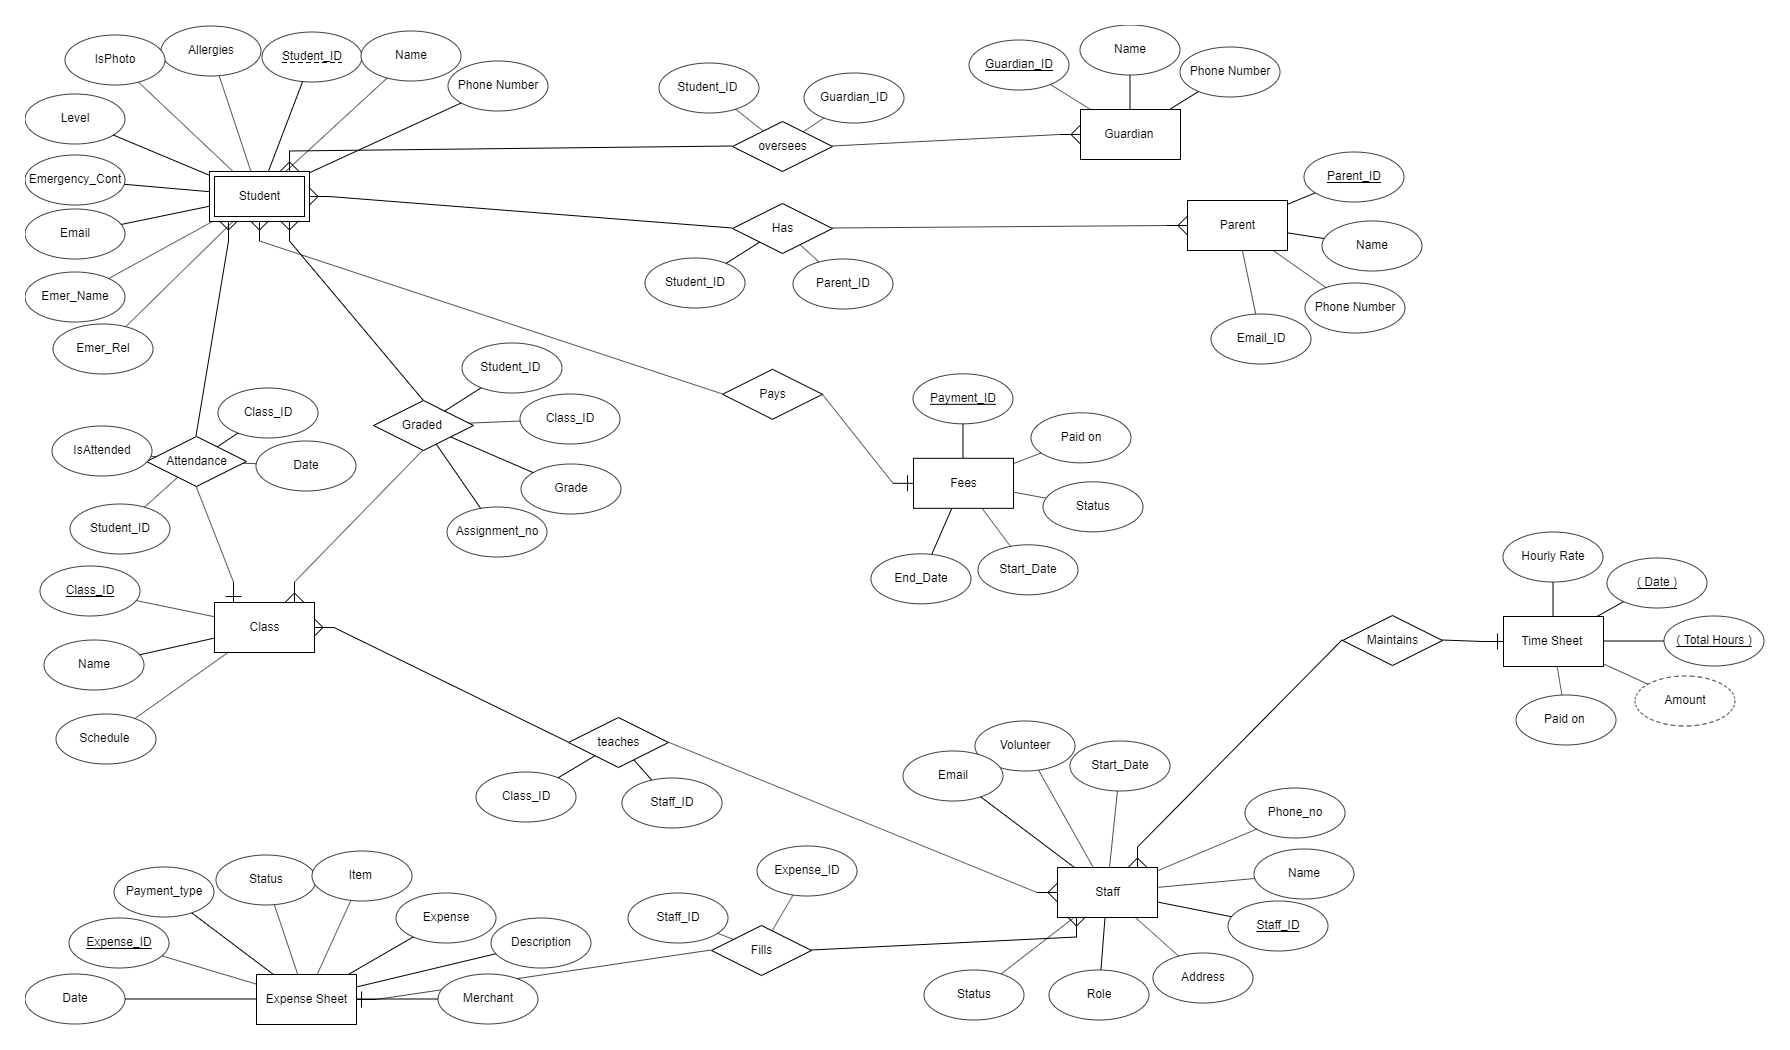 IsPhoto
Allergies
Student_ID
Name
Phone Number
Level
Emergency_Cont
Email
Emer_Name
Emer_Rel
Student
Student_ID
Guardian_ID
oversees
Guardian_ID
Name
Phone Number
Guardian
Has
Student_ID
Parent_ID
Parent_ID
Parent
Name
Phone Number
Email_ID
Student_ID
Class_ID
Graded
Class_ID
IsAttended
Attendance
Date
Student_ID
Grade
Assignment_no
Pays
Payment_ID
Paid on
Fees
Status
End_Date
Start_Date
Class_ID
Class
Name
Schedule
Hourly Rate
( Date )
Maintains
Time Sheet
( Total Hours )
Amount
Paid on
teaches
Class_ID
Staff_ID
Volunteer
Email
Start_Date
Phone_no
Name
Staff
Staff_ID
Status
Role
Address
Payment_type
Status
Item
Expense_ID
Expense
Description
Date
Expense Sheet
Merchant
Expense_ID
Staff_ID
Fills